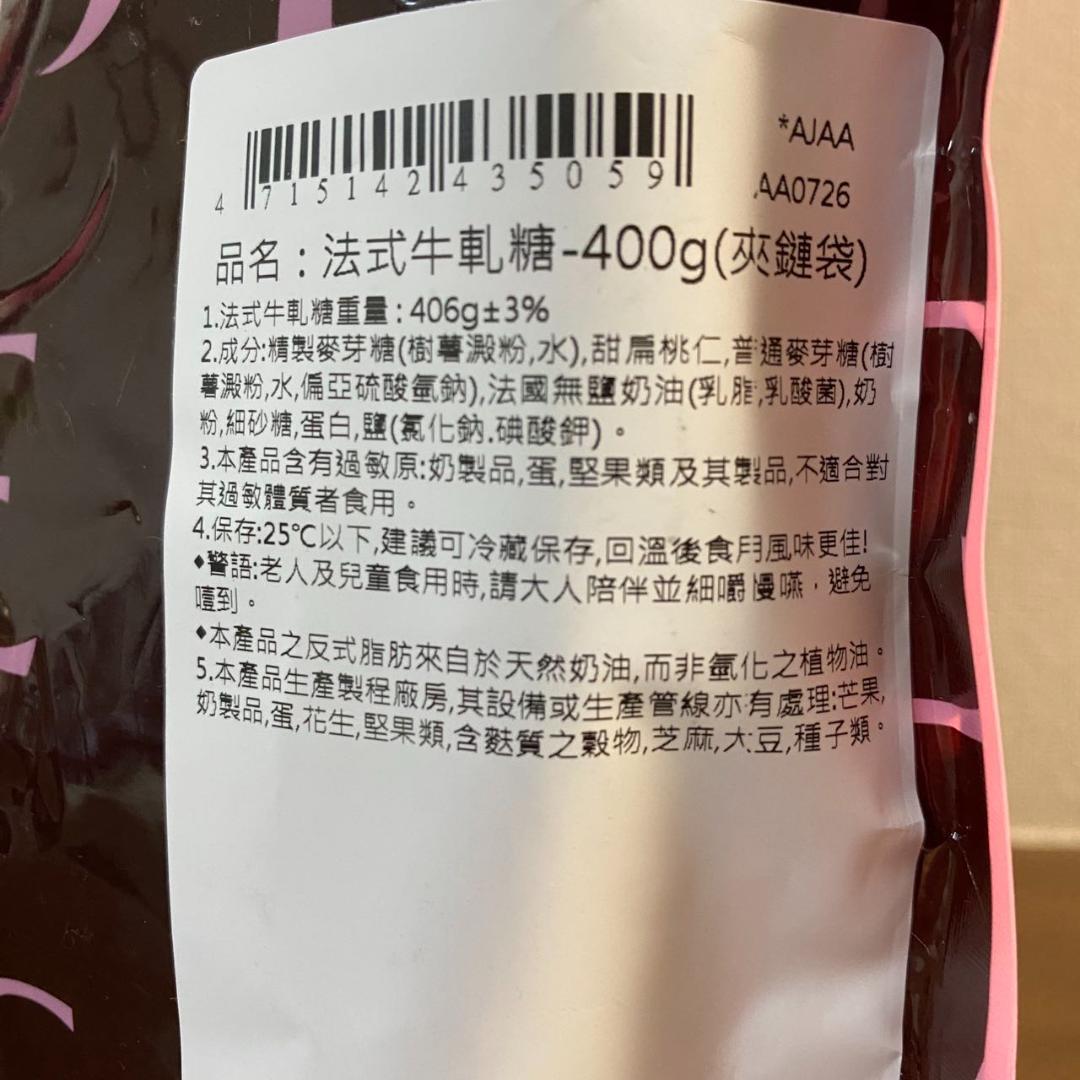 *AJAA
4 715142 435059
AA0726
品名：法式牛軋糖-400g(夾鏈袋)
1.法式牛軋糖重量：406g±3%
2.成分:精製麥芽糖(樹薯澱粉,水),甜扁桃仁,普通麥芽糖(樹
薯澱粉,水,偏亞硫酸氫鈉),法國無鹽奶油(乳脂,乳酸菌),奶
粉,細砂糖,蛋白,鹽(氯化鈉.碘酸鉀)。
3.本產品含有過敏原:奶製品,蛋,堅果類及其製品,不適合對
其過敏體質者食用。
4.保存:25℃以下,建議可冷藏保存,回溫後食用風味更佳!
◆警語:老人及兒童食用時,請大人陪伴並細嚼慢嚥，避免
噎到。
◆本產品之反式脂肪來自於天然奶油,而非氫化之植物油。
5.本產品生產製程廠房,其設備或生產管線亦有處理:芒果,
奶製品,蛋,花生,堅果類,含麩質之穀物,芝麻,大豆,種子類。